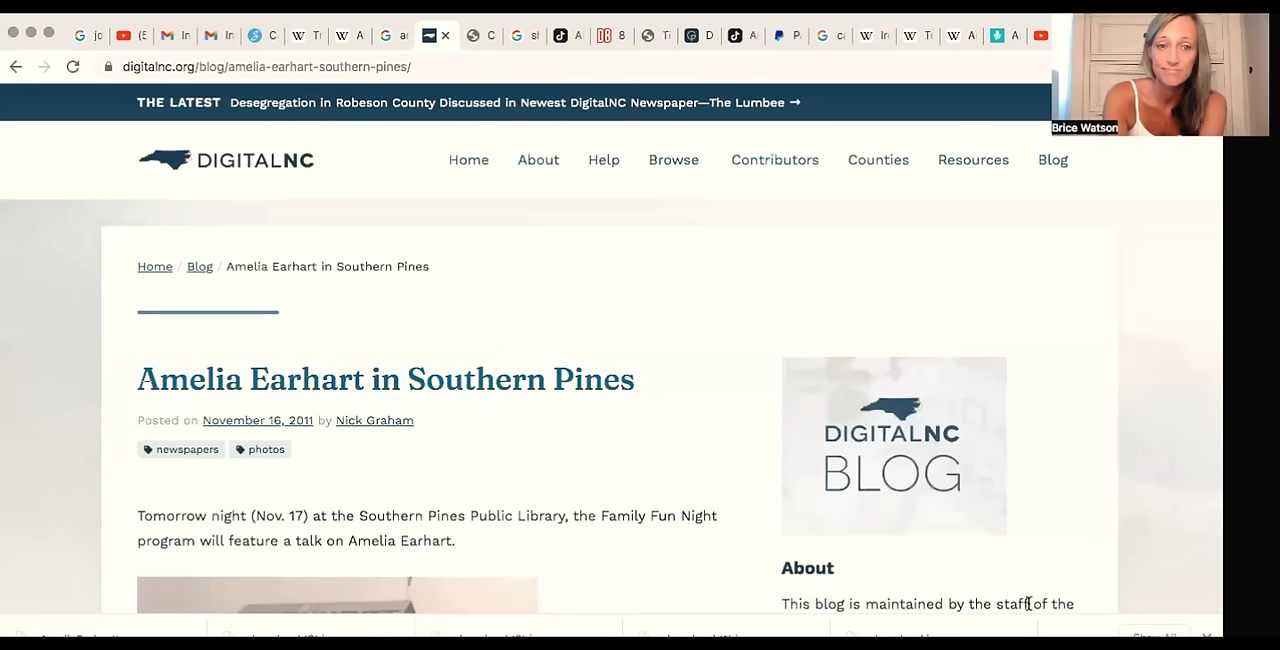 digitalnc.org/blog/amelia-earhart-southern-pines/
THE LATEST Desegregation in Robeson County Discussed in Newest DigitalNC Newspaper—The Lumbee →
Brice Watson
DIGITALNC
Home About Help Browse Contributors Counties Resources Blog
Home / Blog / Amelia Earhart in Southern Pines
Amelia Earhart in Southern Pines
Posted on November 16, 2011 by Nick Graham
newspapers photos
Tomorrow night (Nov. 17) at the Southern Pines Public Library, the Family Fun Night
program will feature a talk on Amelia Earhart.
DIGITALNC
BLOG
About
This blog is maintained by the staff of the